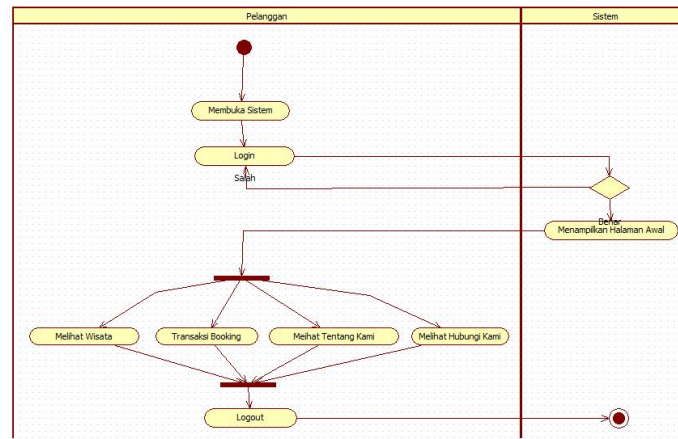 Pelanggan
Sistem
Membuka Sistem
Login
Salah
Benar
Menampilkan Halaman Awal
Melihat Wisata
Transaksi Booking
Meihat Tentang Kami
Melihat Hubungi Kami
Logout